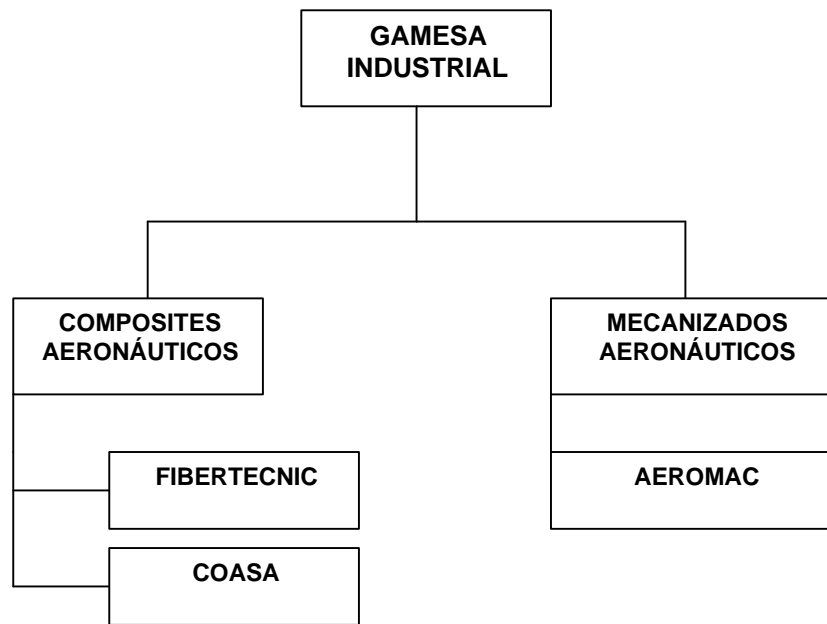 GAMESA
INDUSTRIAL
COMPOSITES
AERONÁUTICOS
MECANIZADOS
AERONÁUTICOS
FIBERTECNIC
AEROMAC
COASA